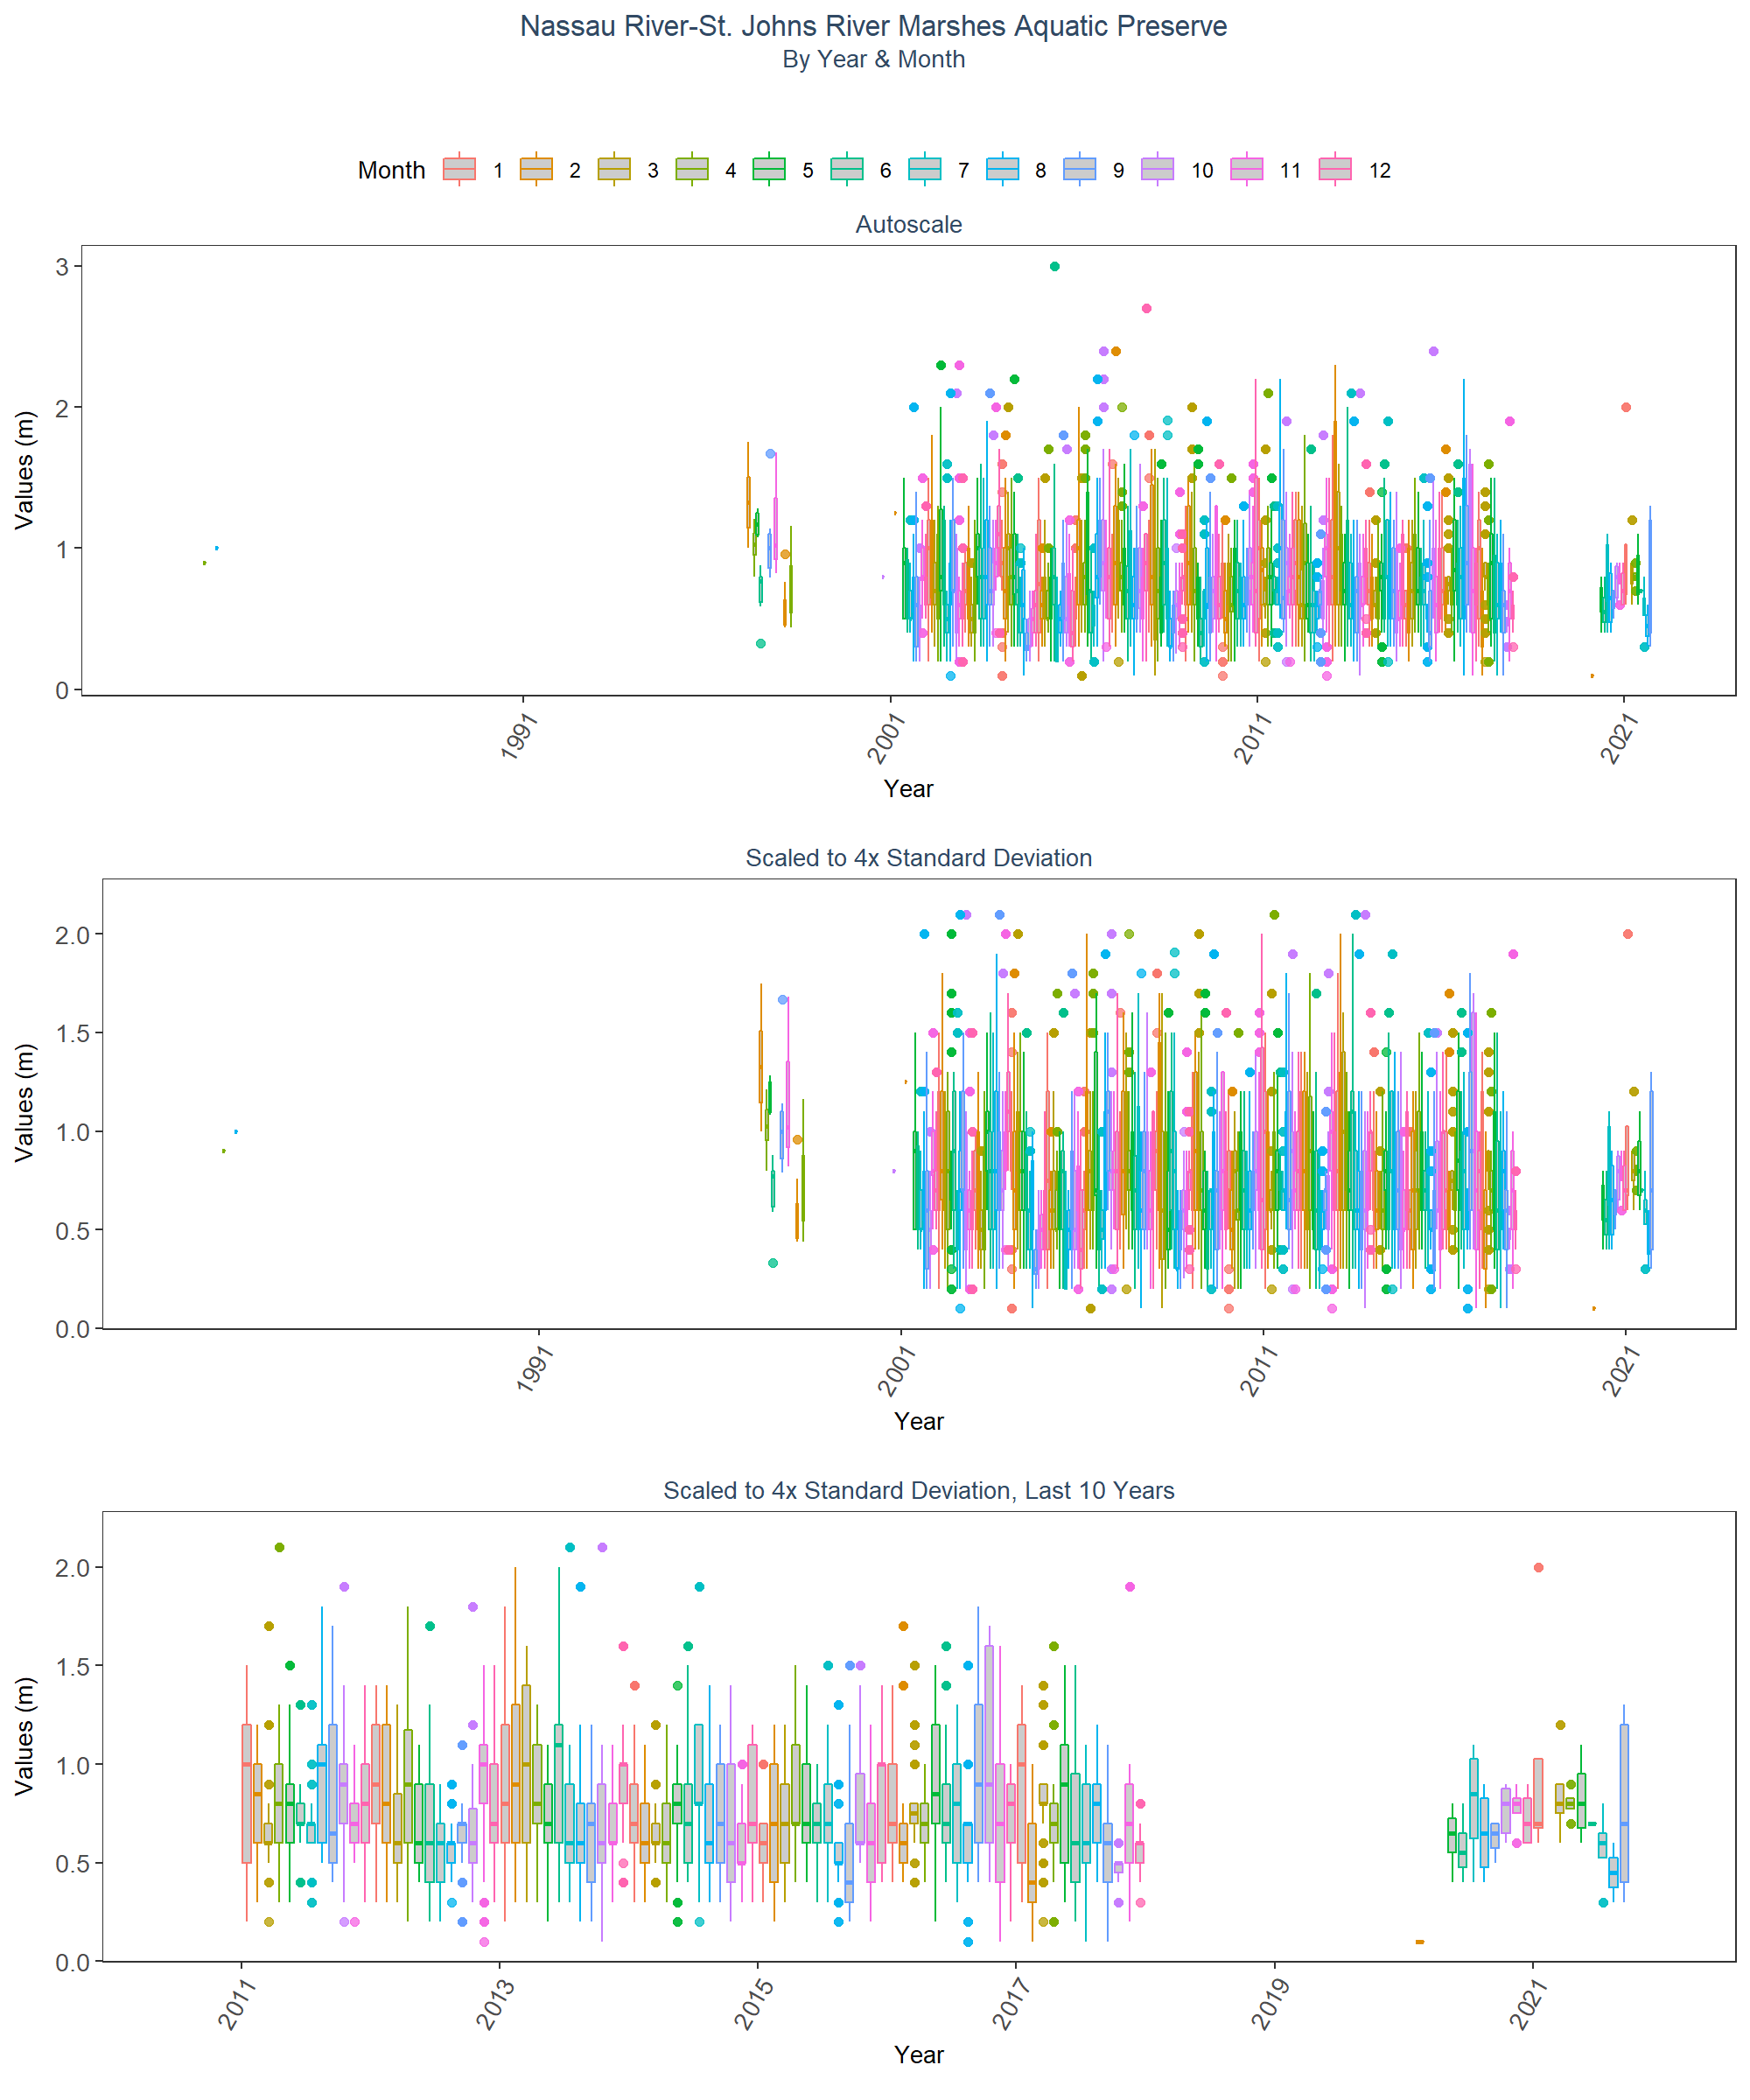 Nassau River-St. Johns River Marshes Aquatic Preserve
By Year & Month
Month 1 2 3 4 5 6 7 8 9 10 11 12
Autoscale
Values (m)
3
2
1
0
1991 2001 2011 2021
Year
Scaled to 4x Standard Deviation
Values (m)
2.0
1.5
1.0
0.5
0.0
1991 2001 2011 2021
Year
Scaled to 4x Standard Deviation, Last 10 Years
Values (m)
2.0
1.5
1.0
0.5
0.0
2011 2013 2015 2017 2019 2021
Year